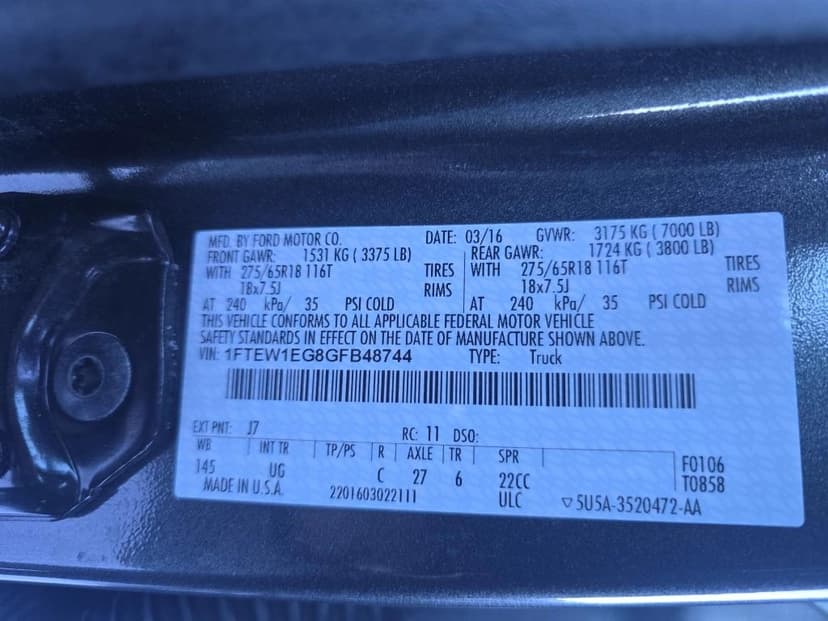 MFD. BY FORD MOTOR CO. DATE: 03/16 GVWR: 3175 KG ( 7000 LB)
FRONT GAWR: 1531 KG ( 3375 LB) REAR GAWR: 1724 KG ( 3800 LB)
WITH 275/65R18 116T TIRES WITH 275/65R18 116T TIRES
18x7.5J RIMS 18x7.5J RIMS
AT 240 kPa/ 35 PSI COLD AT 240 kPa/ 35 PSI COLD
THIS VEHICLE CONFORMS TO ALL APPLICABLE FEDERAL MOTOR VEHICLE
SAFETY STANDARDS IN EFFECT ON THE DATE OF MANUFACTURE SHOWN ABOVE.
VIN: 1FTEW1EG8GFB48744 TYPE: Truck
EXT PNT: J7 RC: 11 DSO:
WB INT TR TP/PS R AXLE TR SPR F0106
145 UG C 27 6 22CC T0858
MADE IN U.S.A. 2201603022111 ULC ▽5U5A-3520472-AA